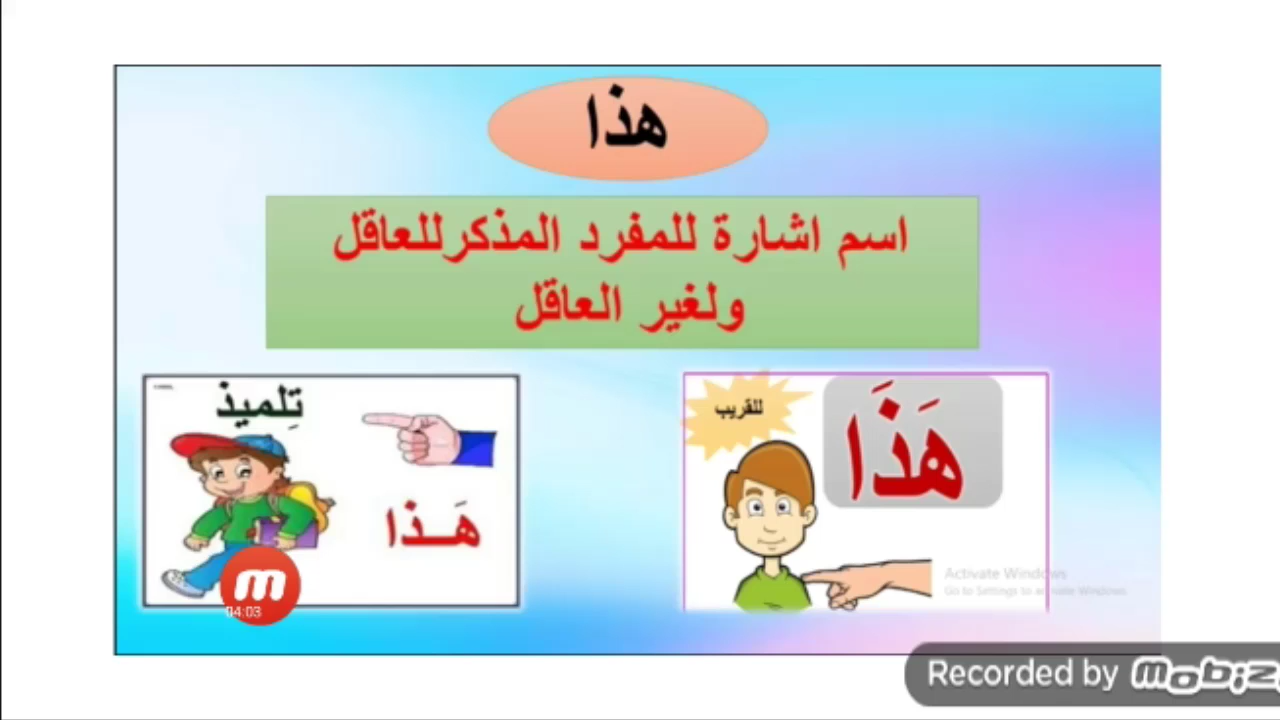 هذا
اسم اشارة للمفرد المذكرللعاقل
ولغير العاقل
للقريب
هَذَا
تِلميذ
هَـذا
04:03
Activate Windows
Go to Settings to activate Windows.
Recorded by mobiz